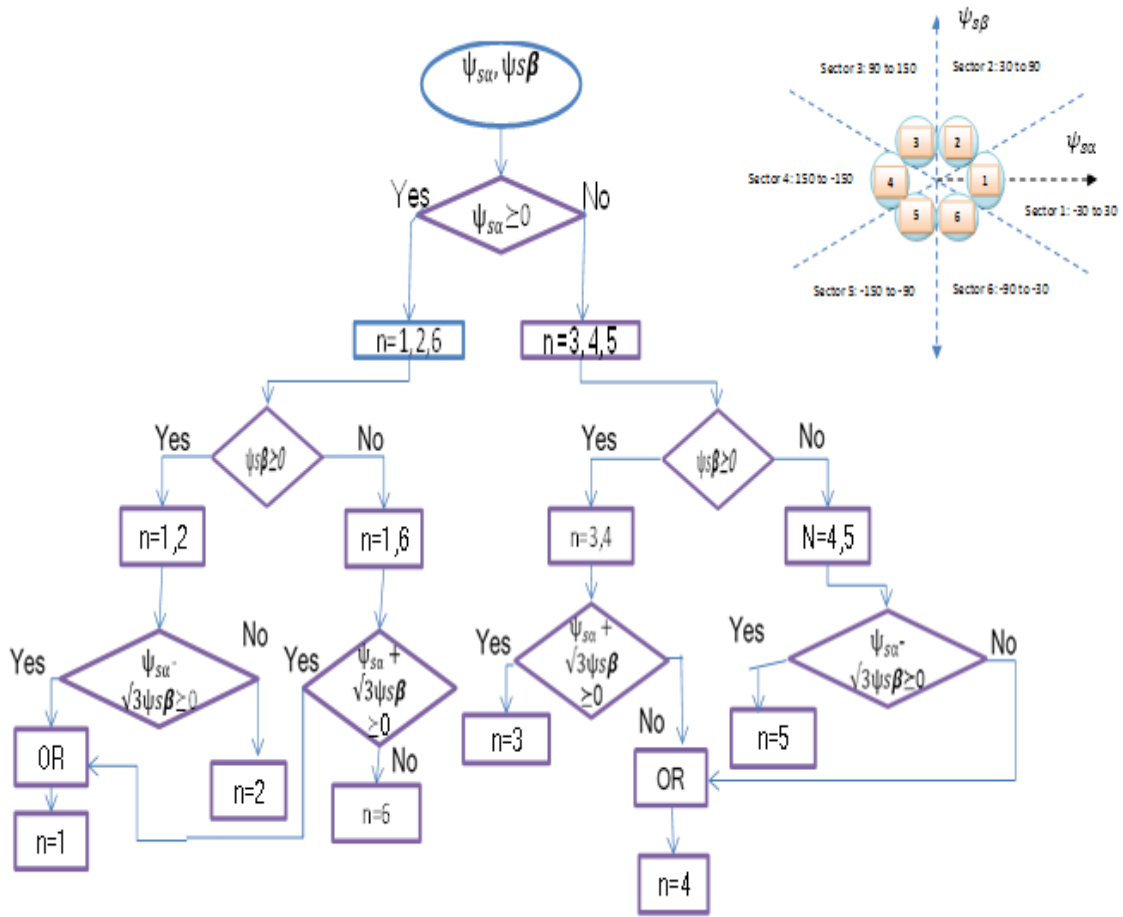 ψsα, ψsβ
Yes
No
ψsα ≥0
n=1,2,6
n=3,4,5
Yes
ψsβ≥0
No
Yes
ψsβ≥0
No
n=1,2
n=1,6
n=3,4
N=4,5
Yes
ψsα-
√3ψsβ≥0
No
Yes
ψsα +
√3ψsβ
≥0
No
Yes
ψsα +
√3ψsβ
≥0
No
Yes
ψsα-
√3ψsβ≥0
No
OR
n=1
n=2
n=6
n=3
OR
n=4
n=5
ψsβ
Sector 3: 90 to 150
Sector 2: 30 to 90
ψsα
3
2
4
1
5
6
Sector 4: 150 to -150
Sector 1: -30 to 30
Sector 5: -150 to -90
Sector 6: -90 to -30